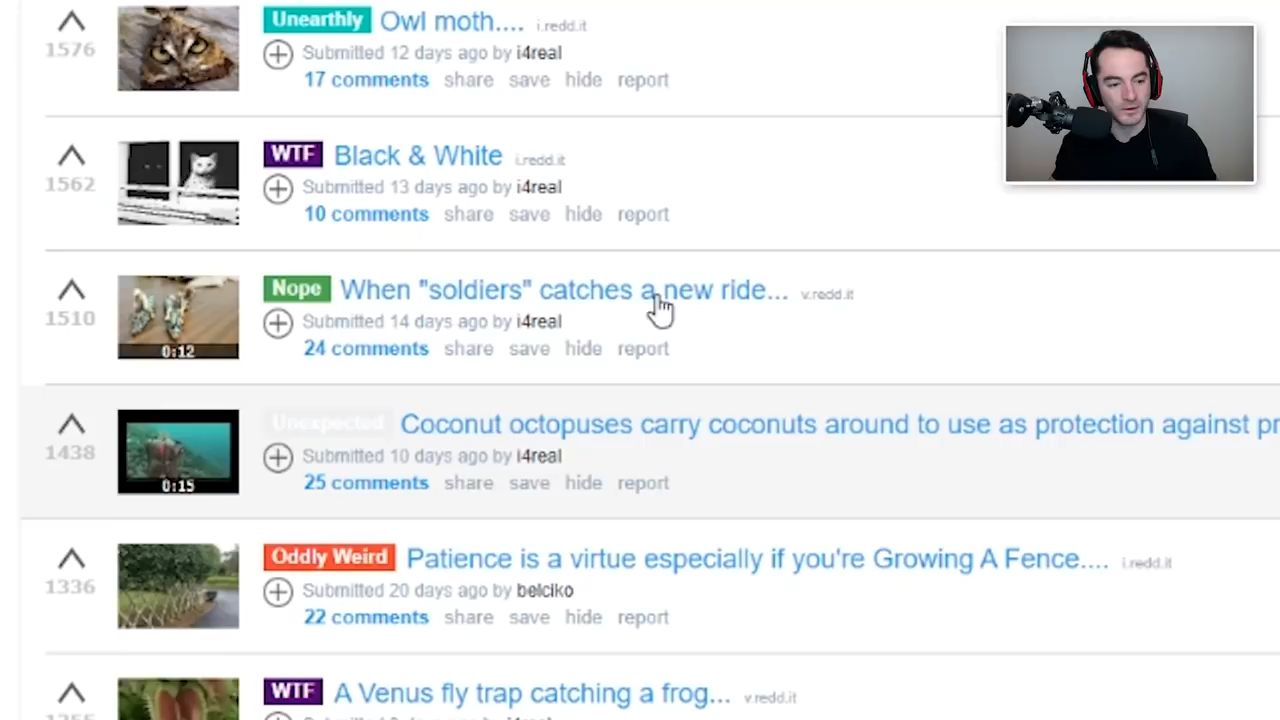 Unearthly Owl moth.... i.redd.it
1576
Submitted 12 days ago by i4real
17 comments share save hide report
WTF Black & White i.redd.it
1562
Submitted 13 days ago by i4real
10 comments share save hide report
Nope When "soldiers" catches a new ride... v.redd.it
1510
Submitted 14 days ago by i4real
0:12
24 comments share save hide report
Unexpected Coconut octopuses carry coconuts around to use as protection against pr
1438
Submitted 10 days ago by i4real
0:15
25 comments share save hide report
Oddly Weird Patience is a virtue especially if you're Growing A Fence.... i.redd.it
1336
Submitted 20 days ago by belciko
22 comments share save hide report
WTF A Venus fly trap catching a frog... v.redd.it